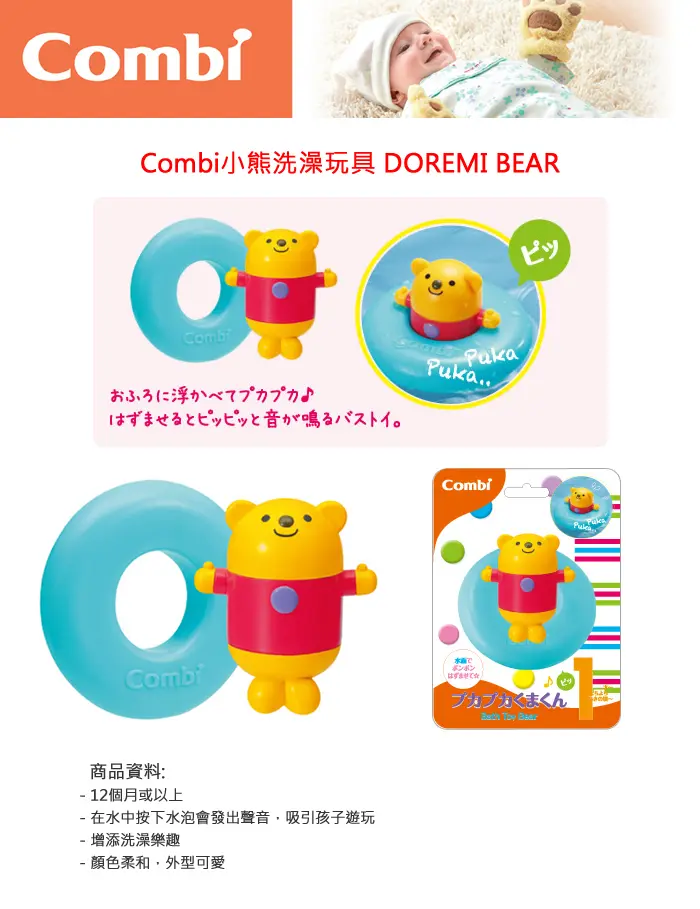 Combi
Combi小熊洗澡玩具 DOREMI BEAR
ピッ
Combi
Puka
Puka..
おふろに浮かべてプカプカ♪
はずませるとピッピッと音が鳴るバストイ。
Combi
Combi
Puka
Puka..
水面で
ポンポン
はずませて☆
ピッ
プカプカくまくん
Bath Toy Bear
1
商品資料:
- 12個月或以上
- 在水中按下水泡會發出聲音，吸引孩子遊玩
- 增添洗澡樂趣
- 顏色柔和，外型可愛